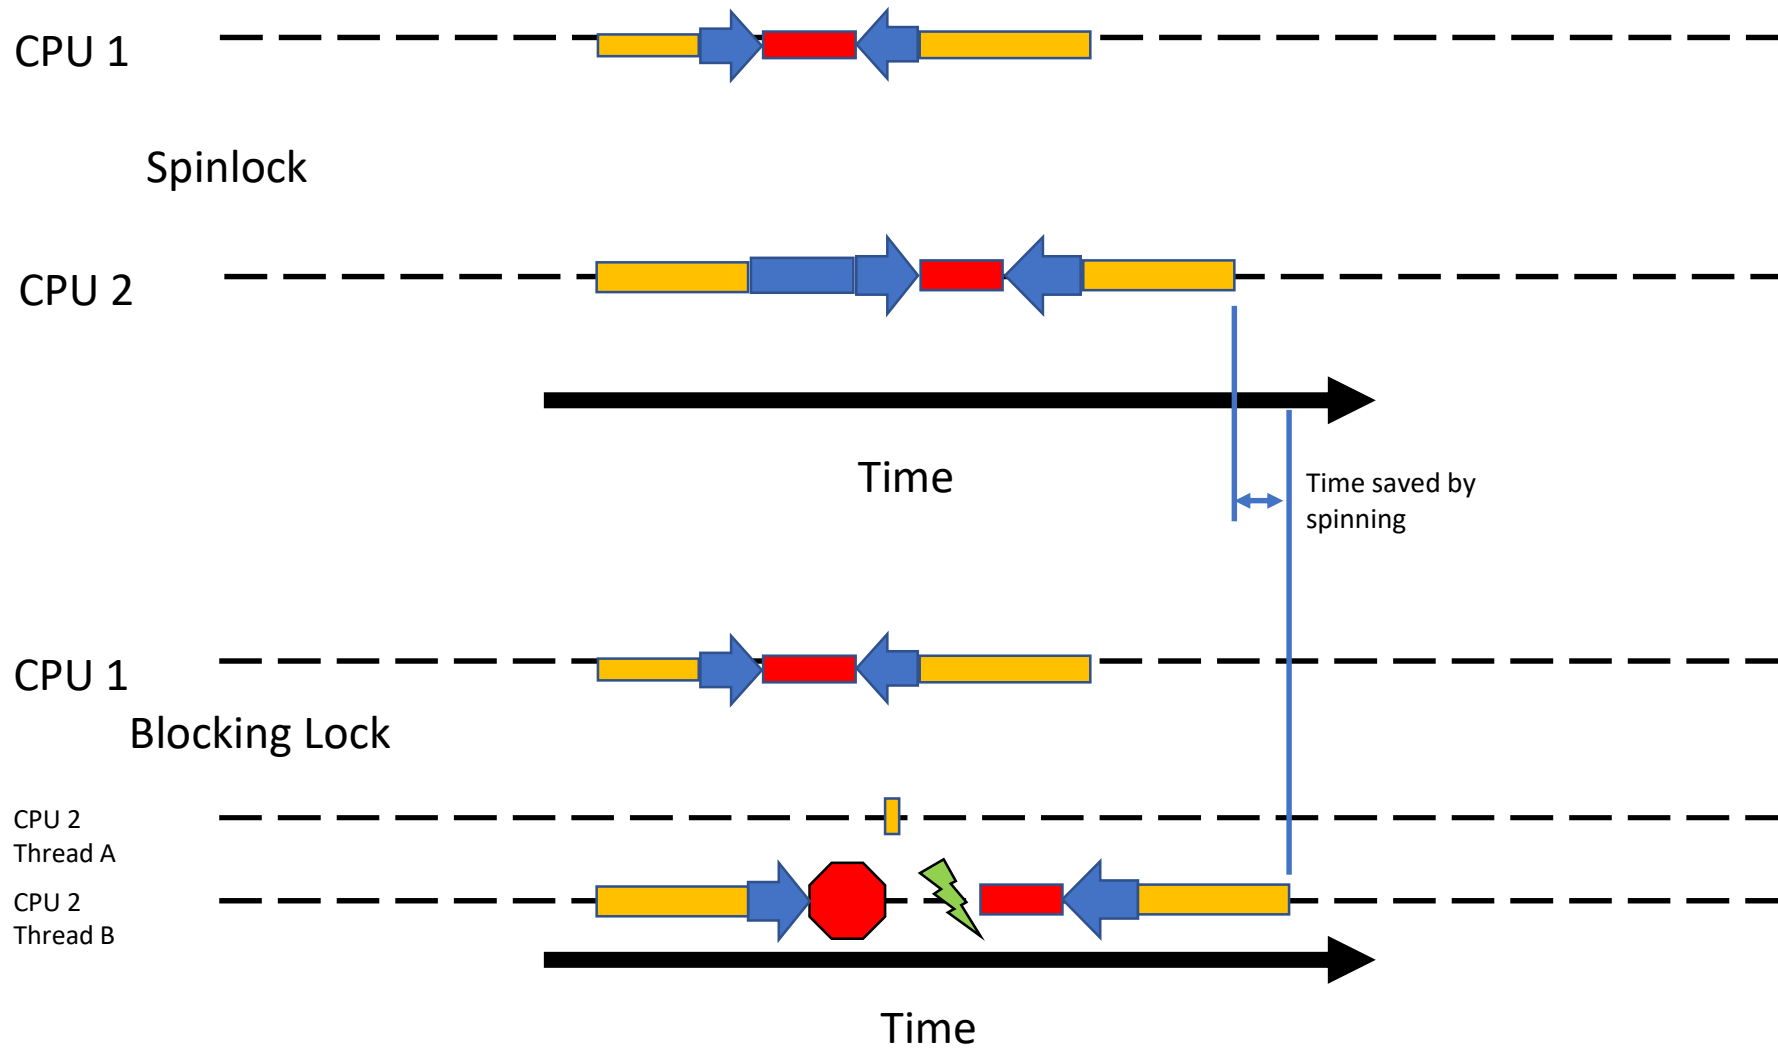 CPU 1
Spinlock
CPU 2
Time
Time saved by
spinning
CPU 1
Blocking Lock
CPU 2
Thread A
CPU 2
Thread B
Time